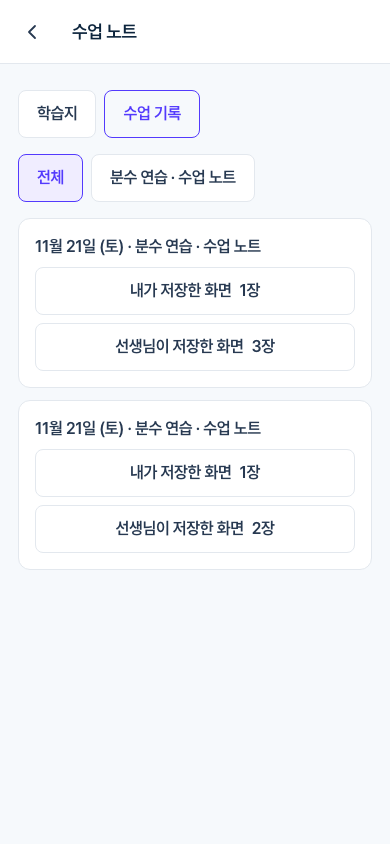 수업 노트
학습지
수업 기록
전체
분수 연습 · 수업 노트
11월 21일 (토) · 분수 연습 · 수업 노트
내가 저장한 화면 1장
선생님이 저장한 화면 3장
11월 21일 (토) · 분수 연습 · 수업 노트
내가 저장한 화면 1장
선생님이 저장한 화면 2장